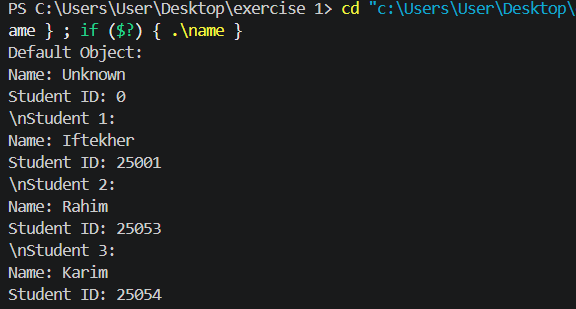 PS C:\Users\User\Desktop\exercise 1> cd "c:\Users\User\Desktop\
ame } ; if ($?) { .\name }
Default Object:
Name: Unknown
Student ID: 0
\nStudent 1:
Name: Iftekher
Student ID: 25001
\nStudent 2:
Name: Rahim
Student ID: 25053
\nStudent 3:
Name: Karim
Student ID: 25054